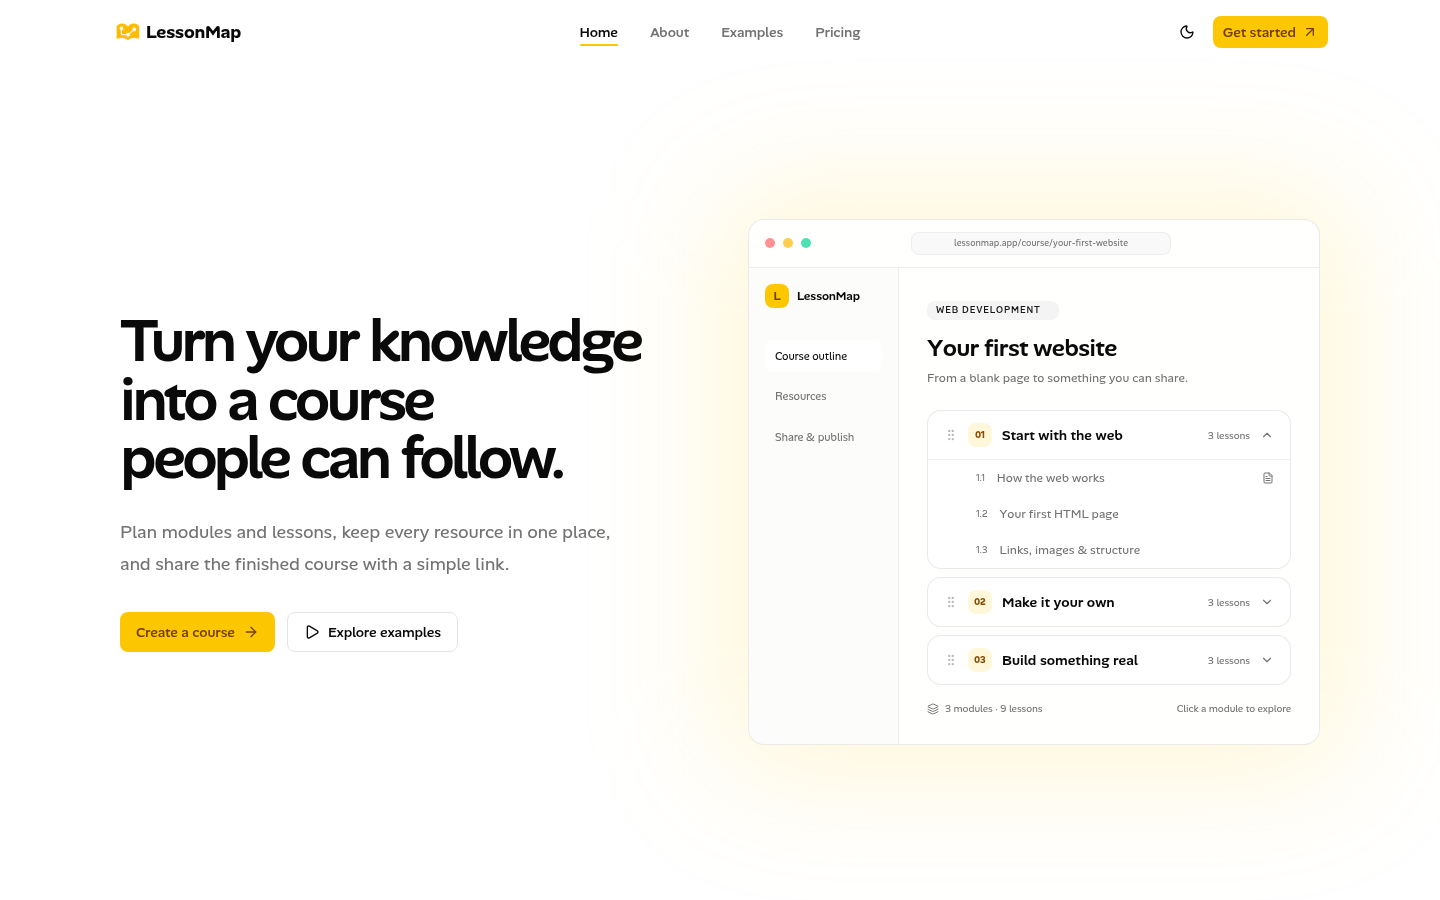 LessonMap
Home About Examples Pricing
Get started
Turn your knowledge
into a course
people can follow.
Plan modules and lessons, keep every resource in one place,
and share the finished course with a simple link.
Create a course
Explore examples
lessonmap.app/course/your-first-website
L LessonMap
Course outline
Resources
Share & publish
WEB DEVELOPMENT
Your first website
From a blank page to something you can share.
01 Start with the web 3 lessons
1.1 How the web works
1.2 Your first HTML page
1.3 Links, images & structure
02 Make it your own 3 lessons
03 Build something real 3 lessons
3 modules · 9 lessons Click a module to explore